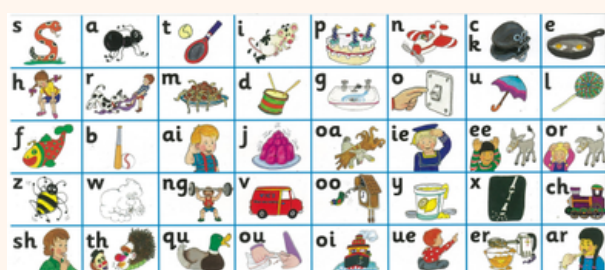 s a t i p n c k e
h r m d g o u l
f b ai j oa ie ee or
z w ng v oo y x ch
sh th qu ou oi ue er ar